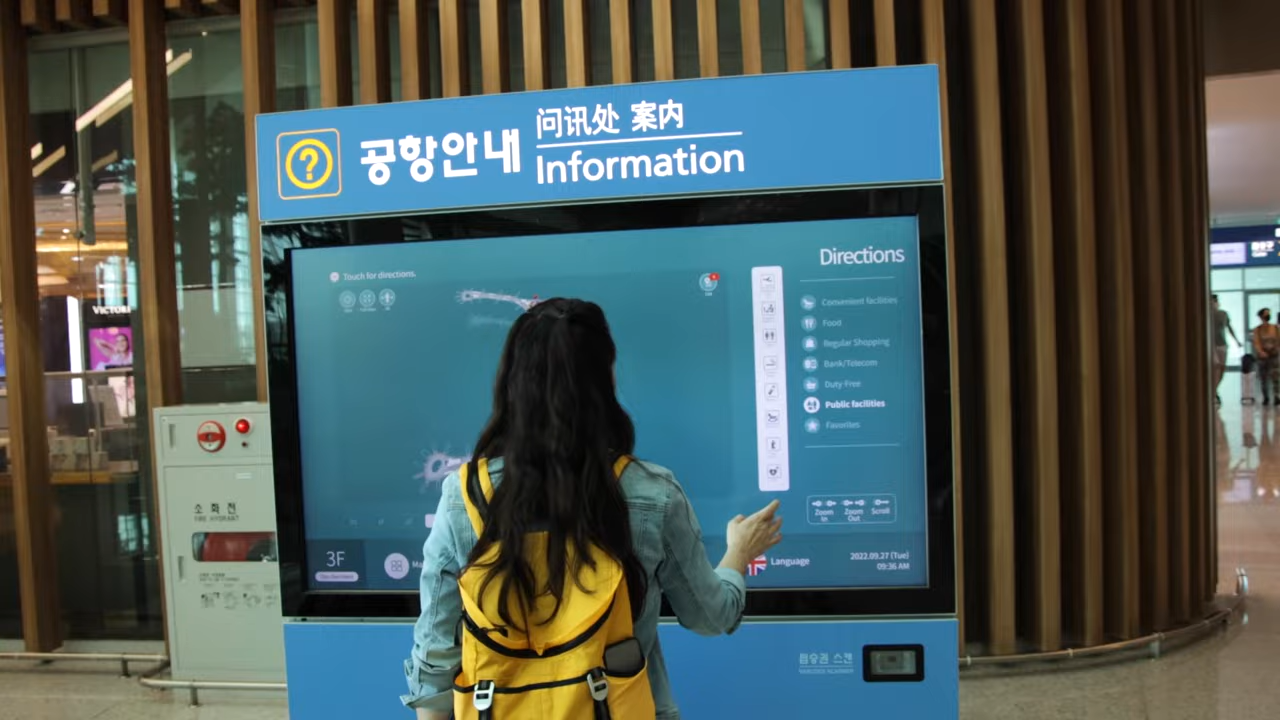 공항안내
问讯处 案内
Information
Touch for directions.
Directions
Convenient facilities
Food
Regular Shopping
Bank/Telecom
Duty Free
Public facilities
Favorites
Zoom In
Zoom Out
Scroll
3F
Language
2022.09.27 (Tue)
09:36 AM
탑승권 스캔
소화전
FIRE HYDRANT
VICTORI